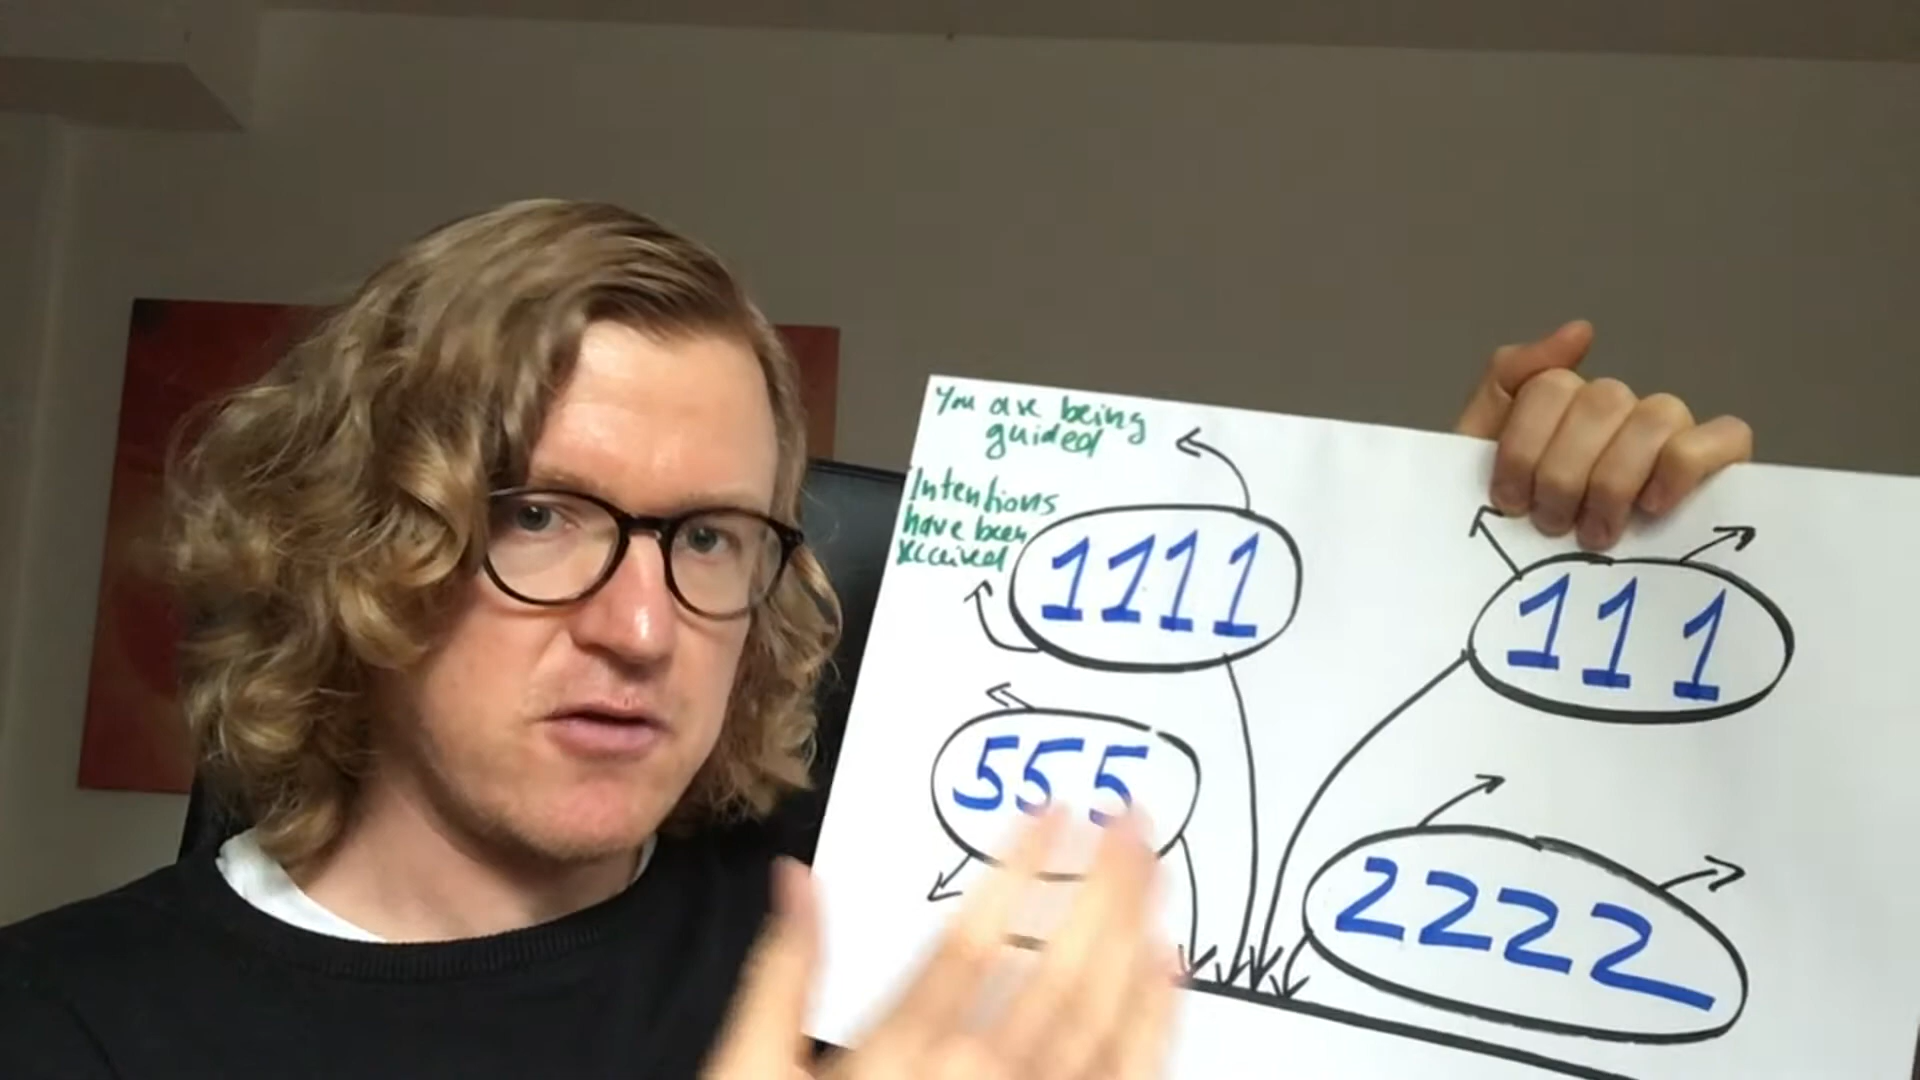 You are being
guided
Intentions
have been
received
1111
111
555
2222